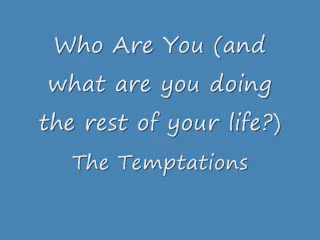 Who Are You (and
what are you doing
the rest of your life?)
The Temptations